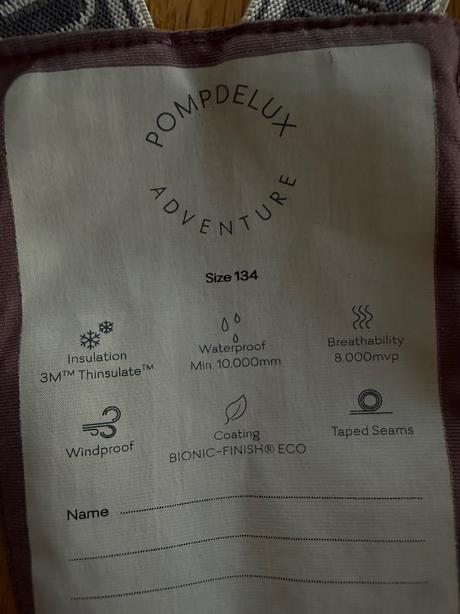 POMPDELUX
ADVENTURE
Size 134
Insulation
3M™ Thinsulate™
Waterproof
Min. 10.000mm
Breathability
8.000mvp
Windproof
Coating
BIONIC-FINISH® ECO
Taped Seams
Name